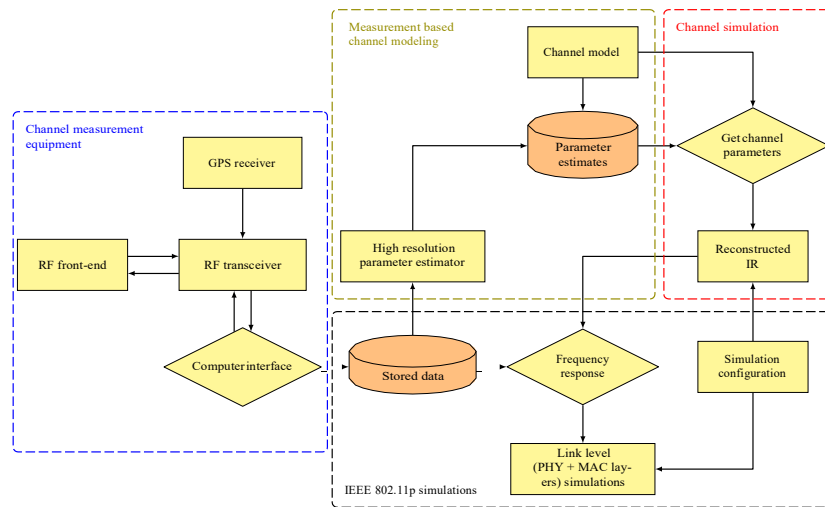 Measurement based
channel modeling
Channel simulation
Channel model
Channel measurement
equipment
GPS receiver
Parameter
estimates
Get channel
parameters
RF front-end
RF transceiver
High resolution
parameter estimator
Reconstructed
IR
Computer interface
Stored data
Frequency
response
Simulation
configuration
Link level
(PHY + MAC lay-
ers) simulations
IEEE 802.11p simulations